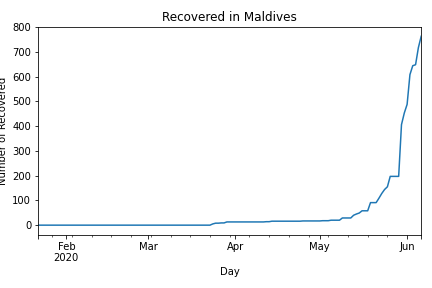 Recovered in Maldives
Number of Recovered
800
700
600
500
400
300
200
100
0
Feb
2020
Mar
Apr
May
Jun
Day